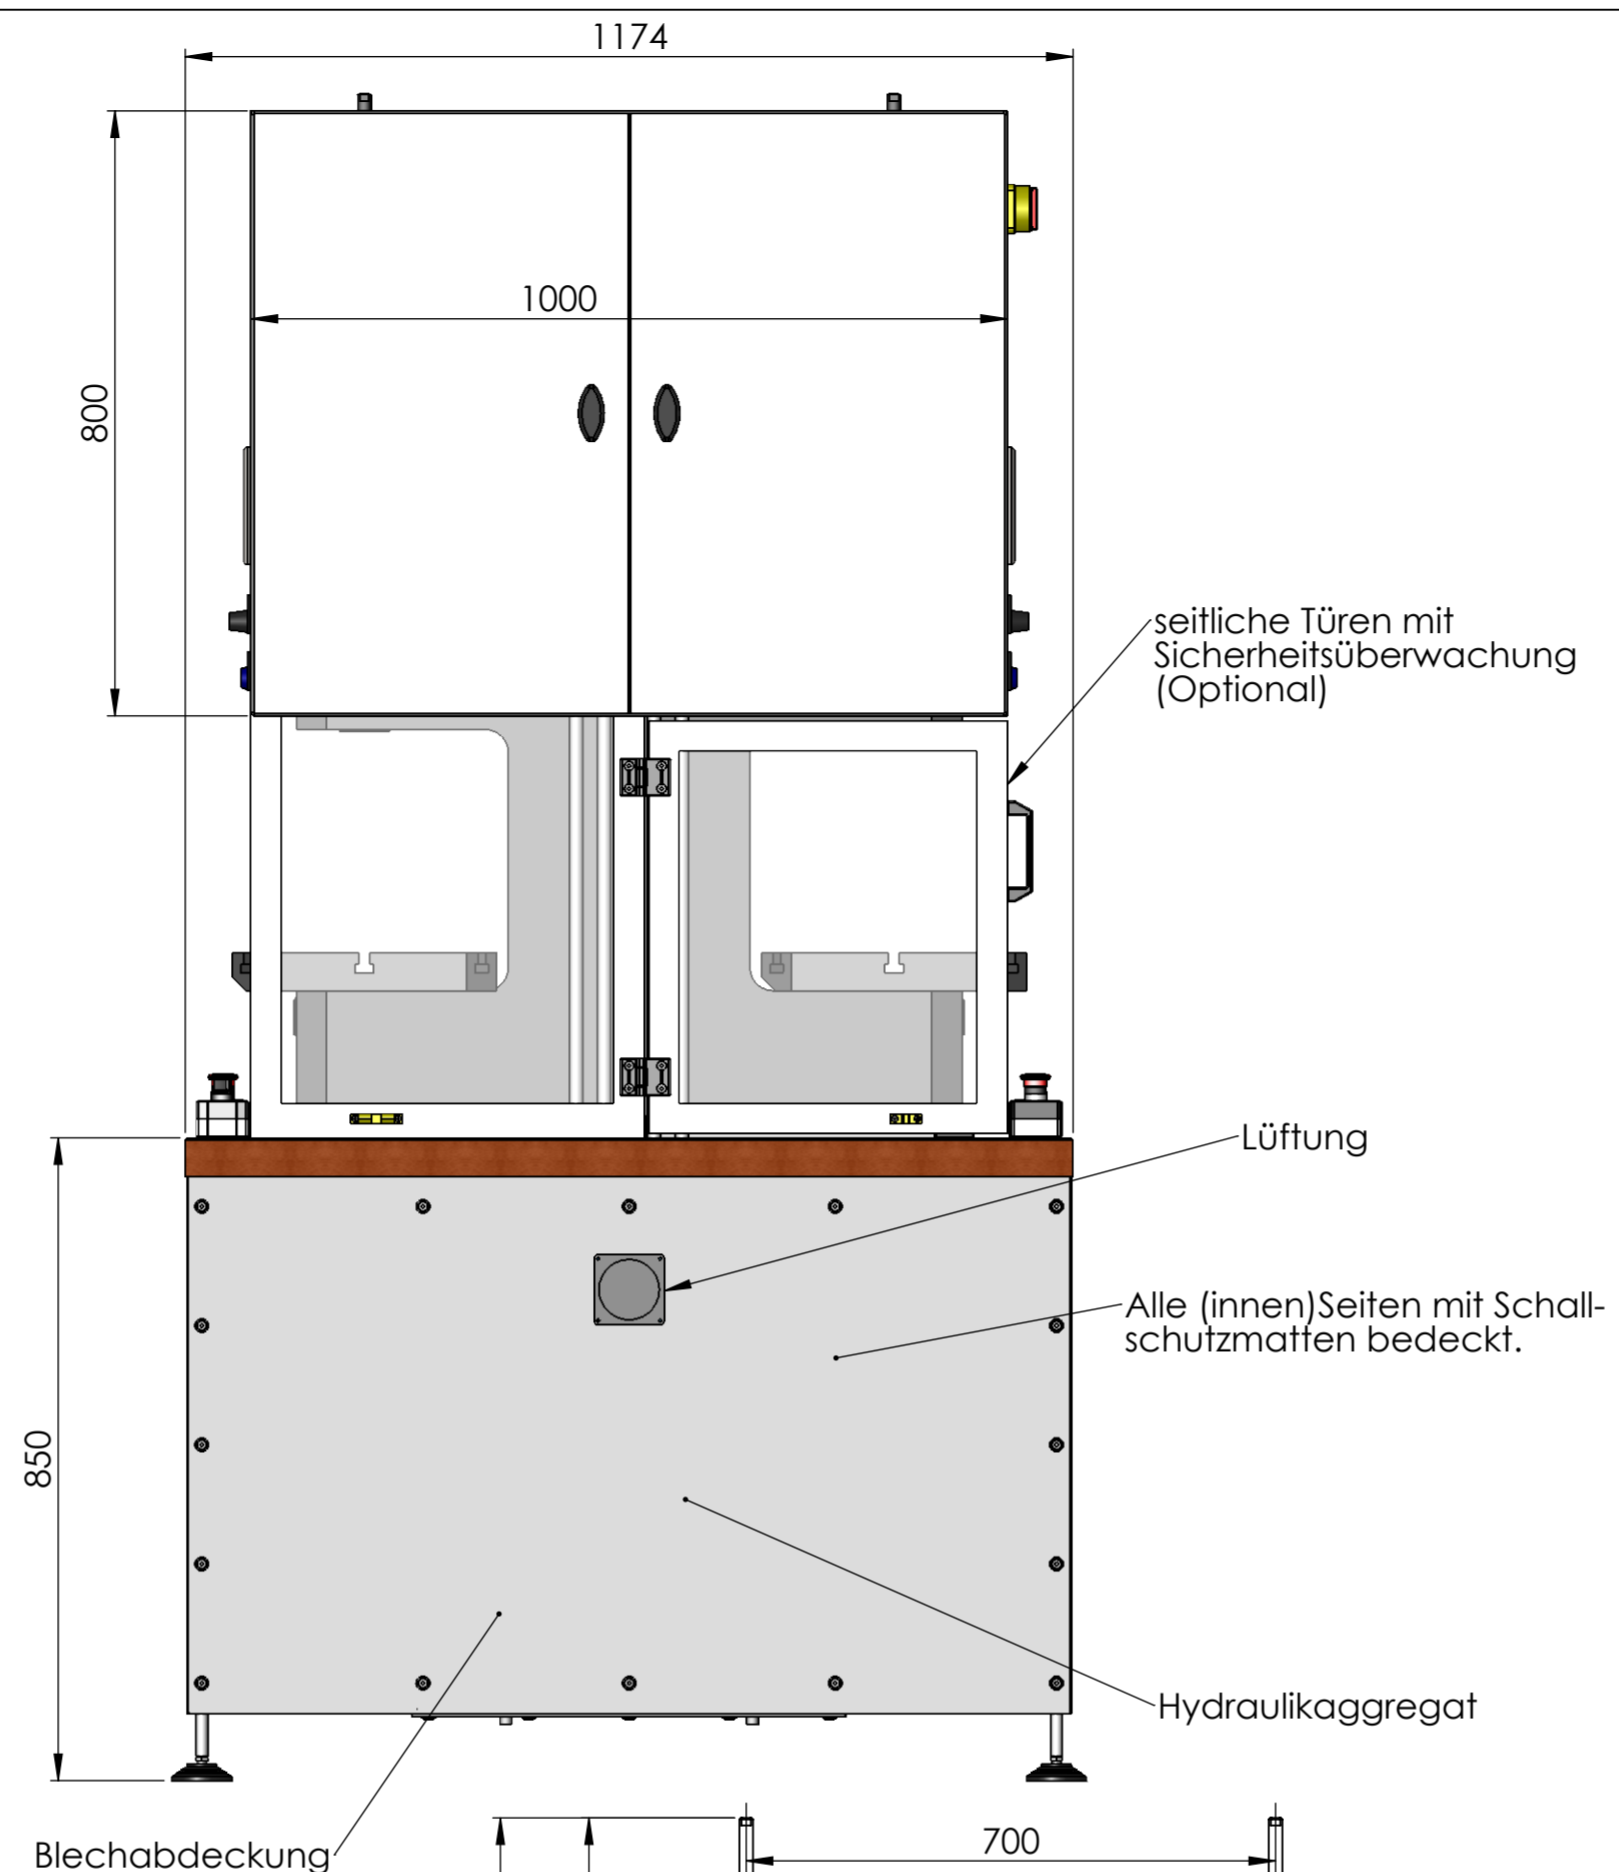 1174
1000
800
seitliche Türen mit
Sicherheitsüberwachung
(Optional)
Lüftung
Alle (innen)Seiten mit Schall-
schutzmatten bedeckt.
850
Hydraulikaggregat
Blechabdeckung
700